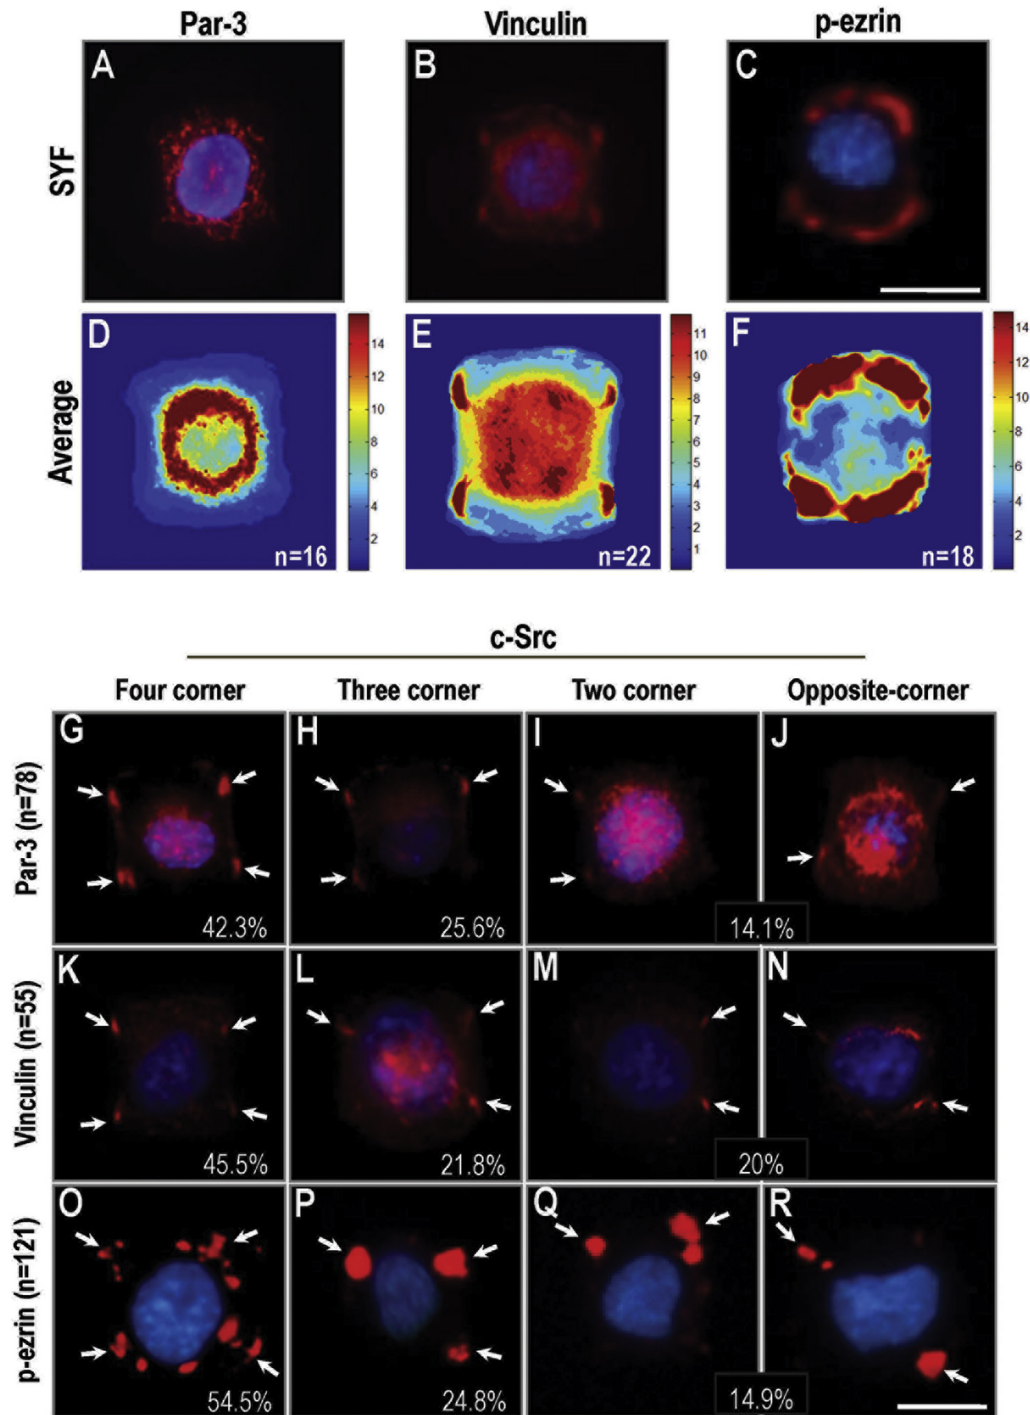 Par-3 Vinculin p-ezrin
SYF
A B C
Average
D 14 12 10 8 6 4 2 n=16
E 11 10 9 8 7 6 5 4 3 2 1 n=22
F 14 12 10 8 6 4 2 n=18
c-Src
Four corner Three corner Two corner Opposite-corner
Par-3 (n=78)
G H I J
42.3% 25.6% 14.1%
Vinculin (n=55)
K L M N
45.5% 21.8% 20%
p-ezrin (n=121)
O P Q R
54.5% 24.8% 14.9%